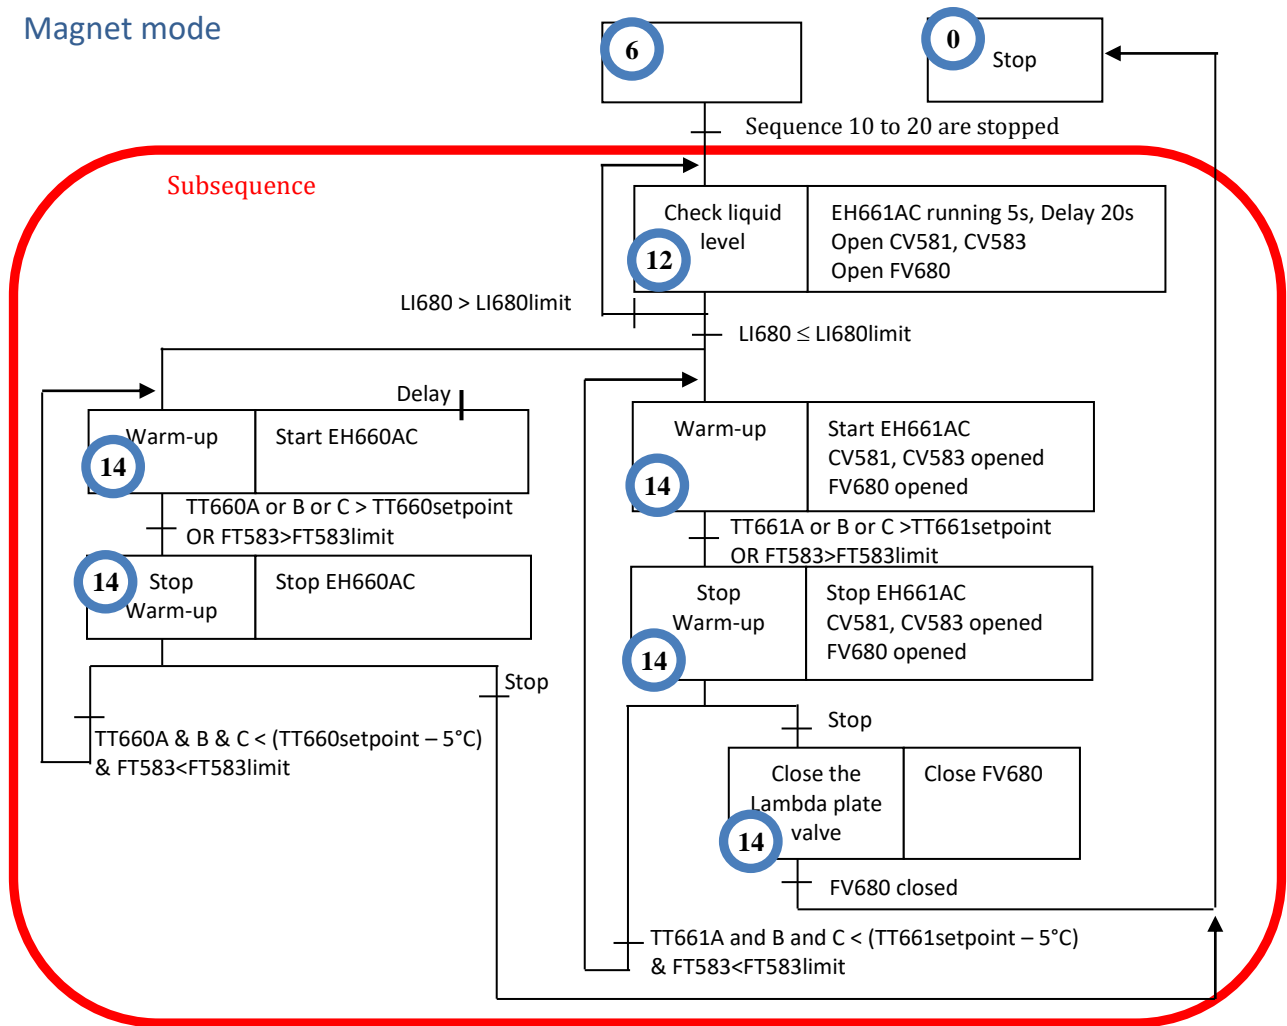 Magnet mode
6
0
Stop
Sequence 10 to 20 are stopped
Subsequence
Check liquid
level
12
EH661AC running 5s, Delay 20s
Open CV581, CV583
Open FV680
LI680 > LI680limit
LI680 ≤ LI680limit
Delay
Warm-up
14
Start EH660AC
Warm-up
14
Start EH661AC
CV581, CV583 opened
FV680 opened
TT660A or B or C > TT660setpoint
OR FT583>FT583limit
TT661A or B or C >TT661setpoint
OR FT583>FT583limit
14
Stop
Warm-up
Stop EH660AC
Stop
Warm-up
14
Stop EH661AC
CV581, CV583 opened
FV680 opened
Stop
TT660A & B & C < (TT660setpoint – 5°C)
& FT583<FT583limit
Stop
Close the
Lambda plate
valve
14
Close FV680
FV680 closed
TT661A and B and C < (TT661setpoint – 5°C)
& FT583<FT583limit